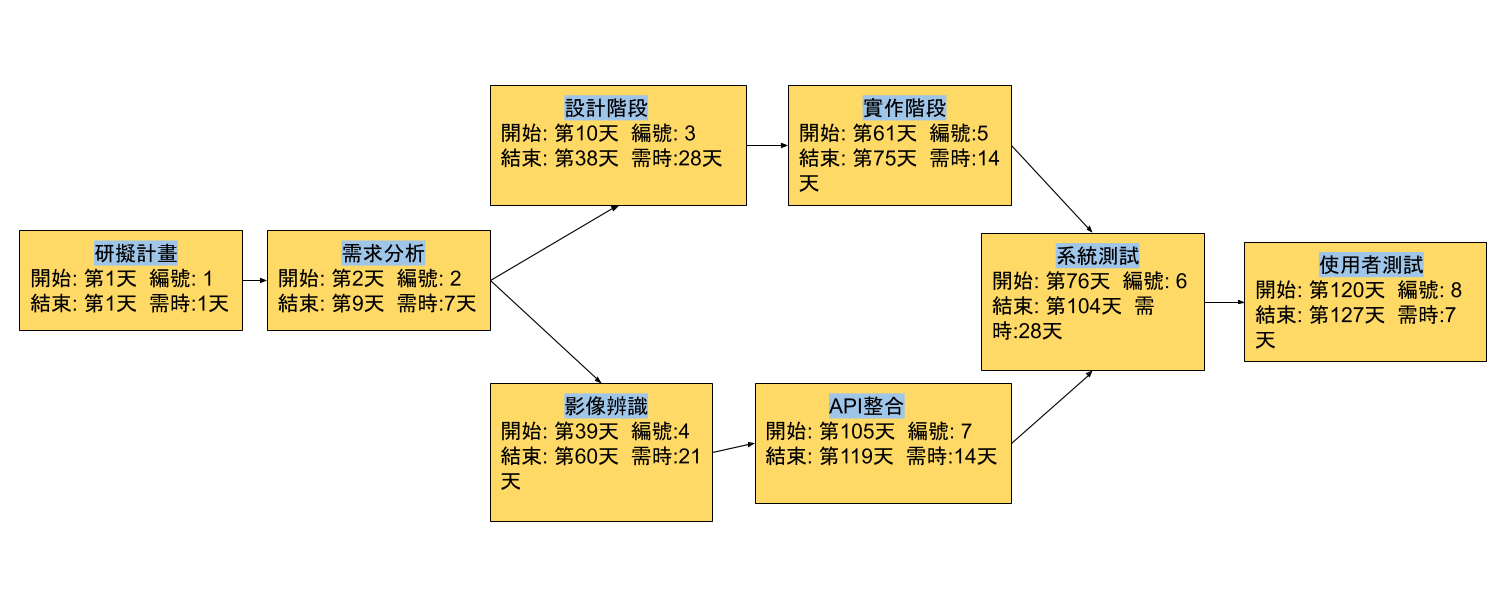 設計階段
開始: 第10天 編號: 3
結束: 第38天 需時:28天
實作階段
開始: 第61天 編號:5
結束: 第75天 需時:14
天
研擬計畫
開始: 第1天 編號: 1
結束: 第1天 需時:1天
需求分析
開始: 第2天 編號: 2
結束: 第9天 需時:7天
系統測試
開始: 第76天 編號: 6
結束: 第104天 需
時:28天
使用者測試
開始: 第120天 編號: 8
結束: 第127天 需時:7
天
影像辨識
開始: 第39天 編號:4
結束: 第60天 需時:21
天
API整合
開始: 第105天 編號: 7
結束: 第119天 需時:14天